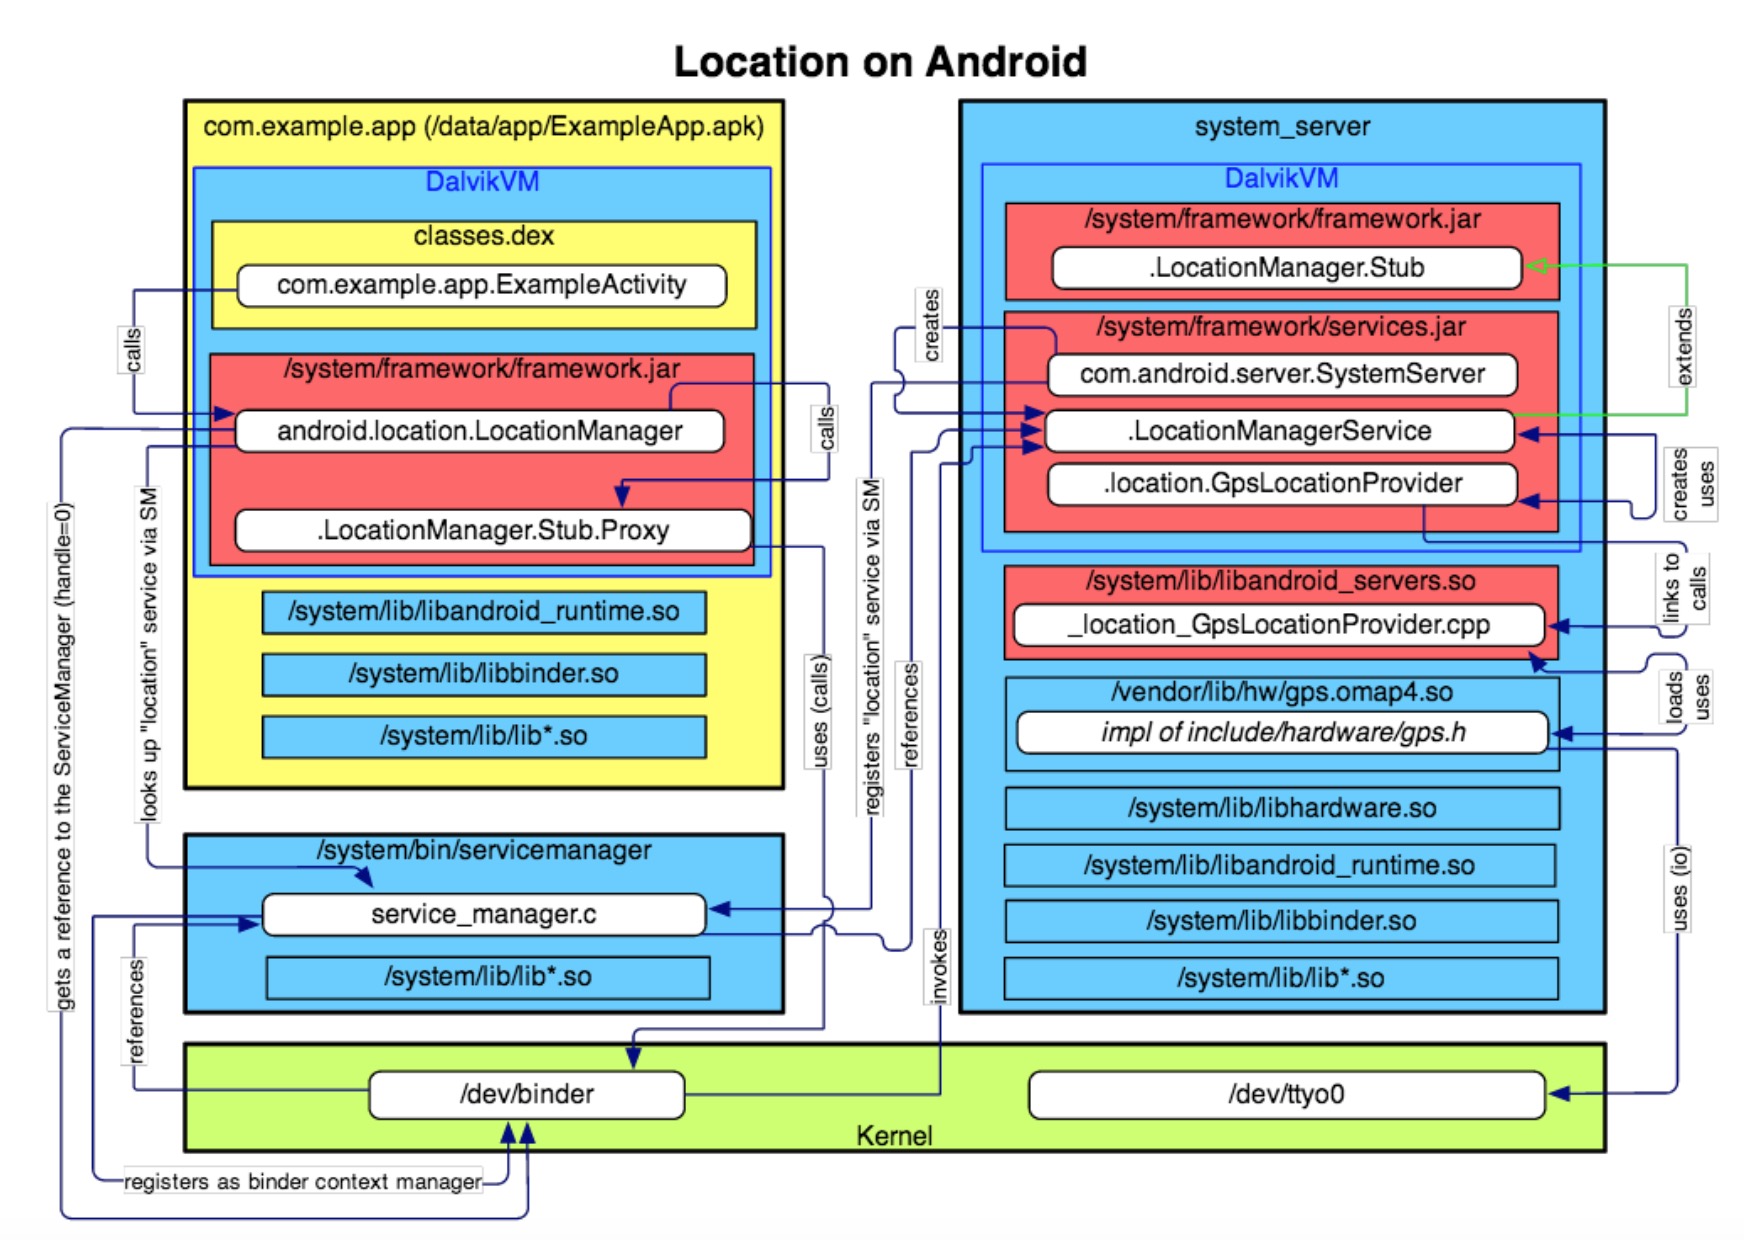 Location on Android
com.example.app (/data/app/ExampleApp.apk)
DalvikVM
classes.dex
com.example.app.ExampleActivity
calls
/system/framework/framework.jar
android.location.LocationManager
calls
.LocationManager.Stub.Proxy
/system/lib/libandroid_runtime.so
/system/lib/libbinder.so
/system/lib/lib*.so
gets a reference to the ServiceManager (handle=0)
looks up "location" service via SM
uses (calls)
registers "location" service via SM
references
creates
invokes
/system/bin/servicemanager
service_manager.c
/system/lib/lib*.so
references
system_server
DalvikVM
/system/framework/framework.jar
.LocationManager.Stub
extends
/system/framework/services.jar
com.android.server.SystemServer
.LocationManagerService
.location.GpsLocationProvider
creates
uses
/system/lib/libandroid_servers.so
_location_GpsLocationProvider.cpp
links to
calls
/vendor/lib/hw/gps.omap4.so
impl of include/hardware/gps.h
loads
uses
/system/lib/libhardware.so
/system/lib/libandroid_runtime.so
/system/lib/libbinder.so
/system/lib/lib*.so
uses (io)
/dev/binder
/dev/ttyo0
Kernel
registers as binder context manager